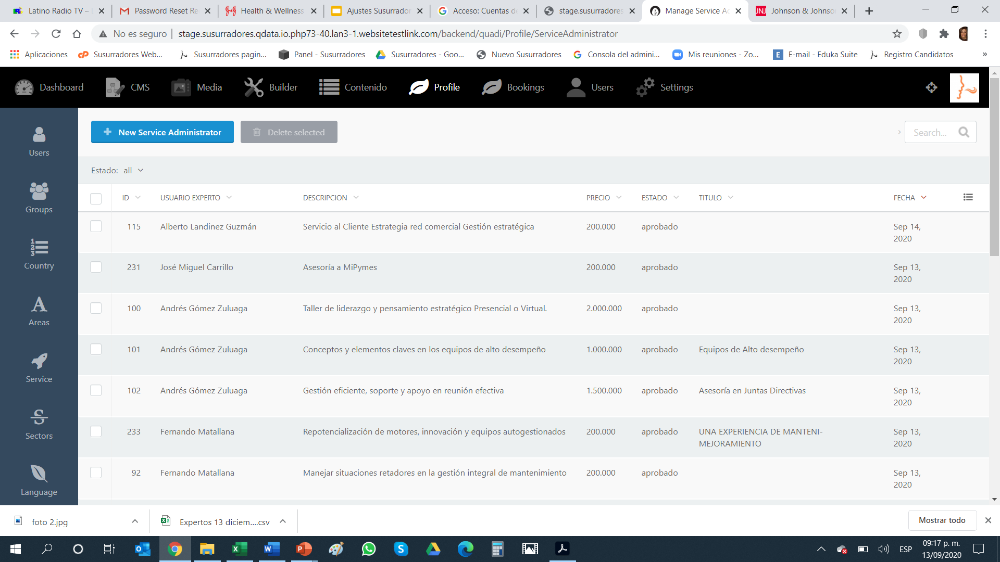 Latino Radio TV –
Password Reset Re
Health & Wellness
Ajustes Susurrador
Acceso: Cuentas de
stage.susurradores
Manage Service Ad
JNJ Johnson & Johnso
No es seguro | stage.susurradores.qdata.io.php73-40.lan3-1.websitetestlink.com/backend/quadi/Profile/ServiceAdministrator
Aplicaciones
Susurradores Web...
Susurradores pagin...
Panel - Susurradores
Susurradores - Goo...
Nuevo Susurradores
Consola del admini...
Mis reuniones - Zo...
E E-mail - Eduka Suite
Registro Candidatos
»
Dashboard
CMS
Media
Builder
Contenido
Profile
Bookings
Users
Settings
Users
Groups
Country
Areas
Service
Sectors
Language
+ New Service Administrator
Delete selected
Search...
Estado: all
ID USUARIO EXPERTO DESCRIPCION PRECIO ESTADO TITULO FECHA
115 Alberto Landinez Guzmán Servicio al Cliente Estrategia red comercial Gestión estratégica 200.000 aprobado Sep 14,
2020
231 José Miguel Carrillo Asesoría a MiPymes 200.000 aprobado Sep 13,
2020
100 Andrés Gómez Zuluaga Taller de liderazgo y pensamiento estratégico Presencial o Virtual. 2.000.000 aprobado Sep 13,
2020
101 Andrés Gómez Zuluaga Conceptos y elementos claves en los equipos de alto desempeño 1.000.000 aprobado Equipos de Alto desempeño Sep 13,
2020
102 Andrés Gómez Zuluaga Gestión eficiente, soporte y apoyo en reunión efectiva 1.500.000 aprobado Asesoría en Juntas Directivas Sep 13,
2020
233 Fernando Matallana Repotencialización de motores, innovación y equipos autogestionados 200.000 aprobado UNA EXPERIENCIA DE MANTENI- Sep 13,
MEJORAMIENTO 2020
92 Fernando Matallana Manejar situaciones retadores en la gestión integral de mantenimiento 200.000 aprobado Sep 13,
2020
foto 2.jpg
Expertos 13 diciem....csv
Mostrar todo
ESP
09:17 p. m.
13/09/2020